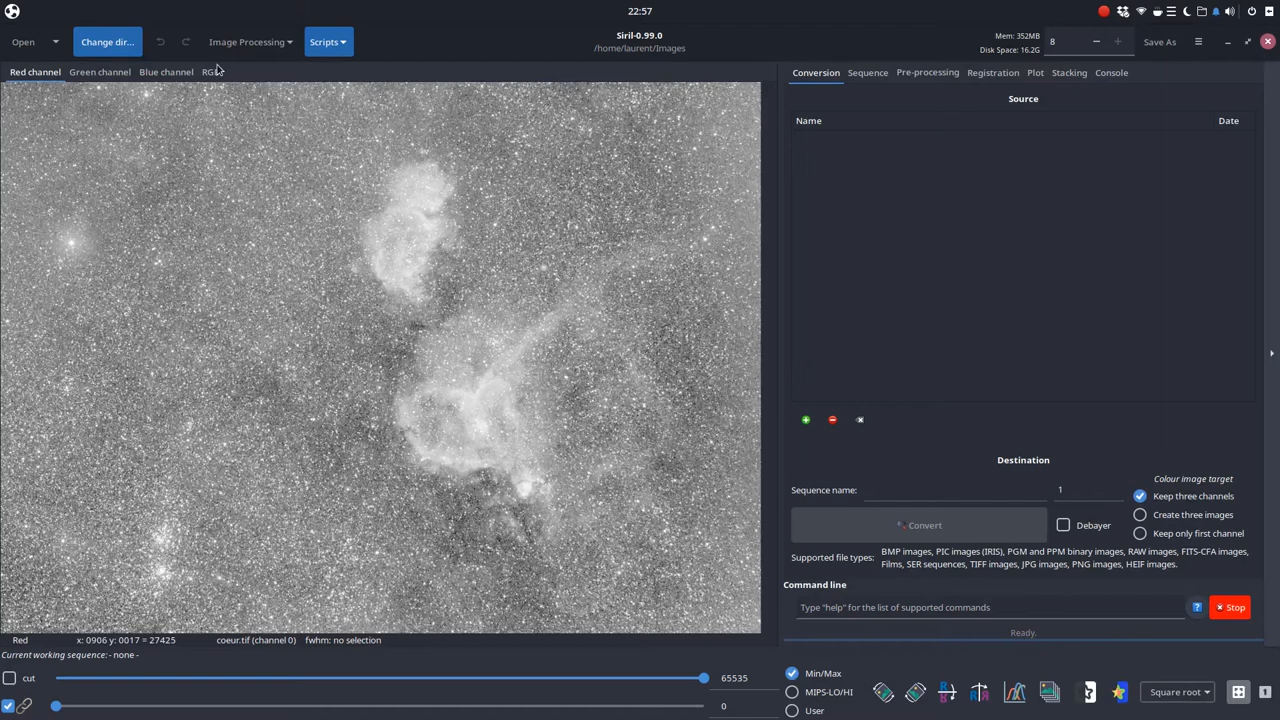 22:57
Open
Change dir...
Image Processing
Scripts
Siril-0.99.0
/home/laurent/Images
Mem: 352MB
Disk Space: 16.2G
8
Save As
Red channel
Green channel
Blue channel
Conversion
Sequence
Pre-processing
Registration
Plot
Stacking
Console
Source
Name
Date
Destination
Sequence name:
1
Colour image target
Keep three channels
Create three images
Keep only first channel
Convert
Debayer
Supported file types:
BMP images, PIC images (IRIS), PGM and PPM binary images, RAW images, FITS-CFA images,
Films, SER sequences, TIFF images, JPG images, PNG images, HEIF images.
Command line
Type "help" for the list of supported commands
?
Stop
Ready.
Red
x: 0906 y: 0017 = 27425
coeur.tif (channel 0)
fwhm: no selection
Current working sequence: - none -
cut
65535
0
Min/Max
MIPS-LO/HI
User
Square root